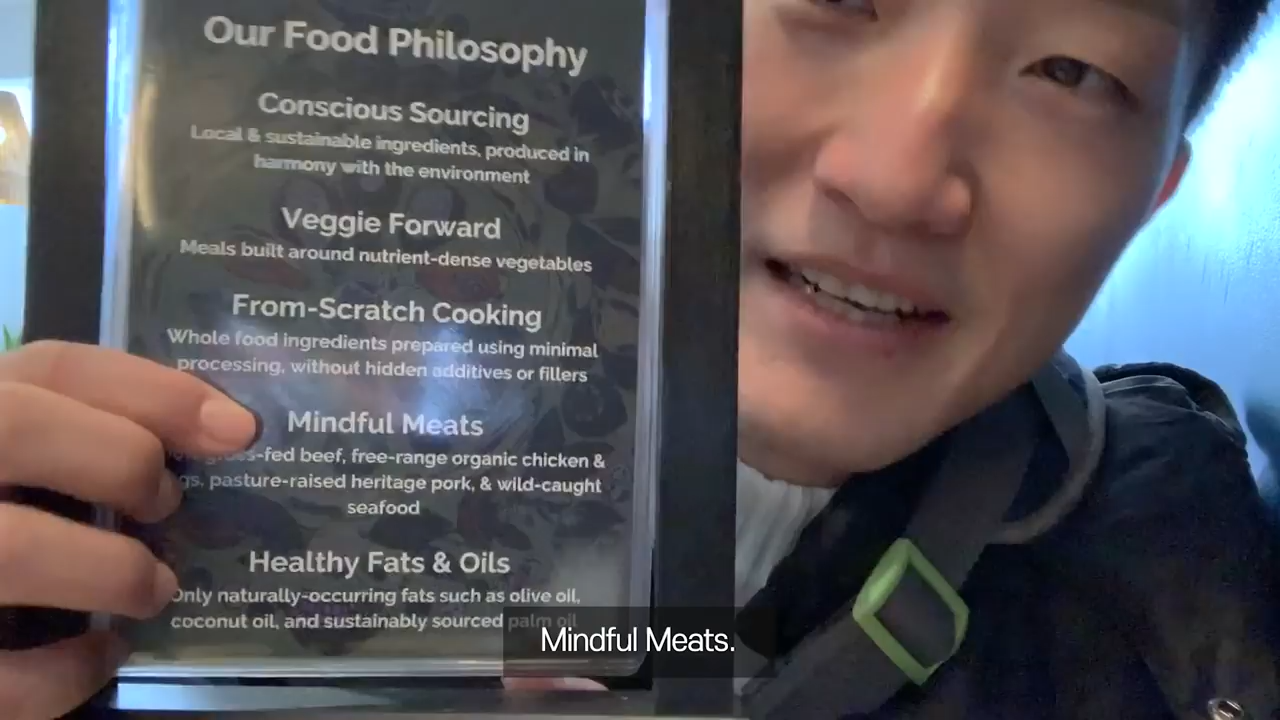 Our Food Philosophy
Conscious Sourcing
Local & sustainable ingredients, produced in
harmony with the environment
Veggie Forward
Meals built around nutrient-dense vegetables
From-Scratch Cooking
Whole food ingredients prepared using minimal
processing, without hidden additives or fillers
Mindful Meats
-fed beef, free-range organic chicken &
gs, pasture-raised heritage pork, & wild-caught
seafood
Healthy Fats & Oils
Only naturally-occurring fats such as olive oil,
coconut oil, and sustainably sourced palm oil
Mindful Meats.